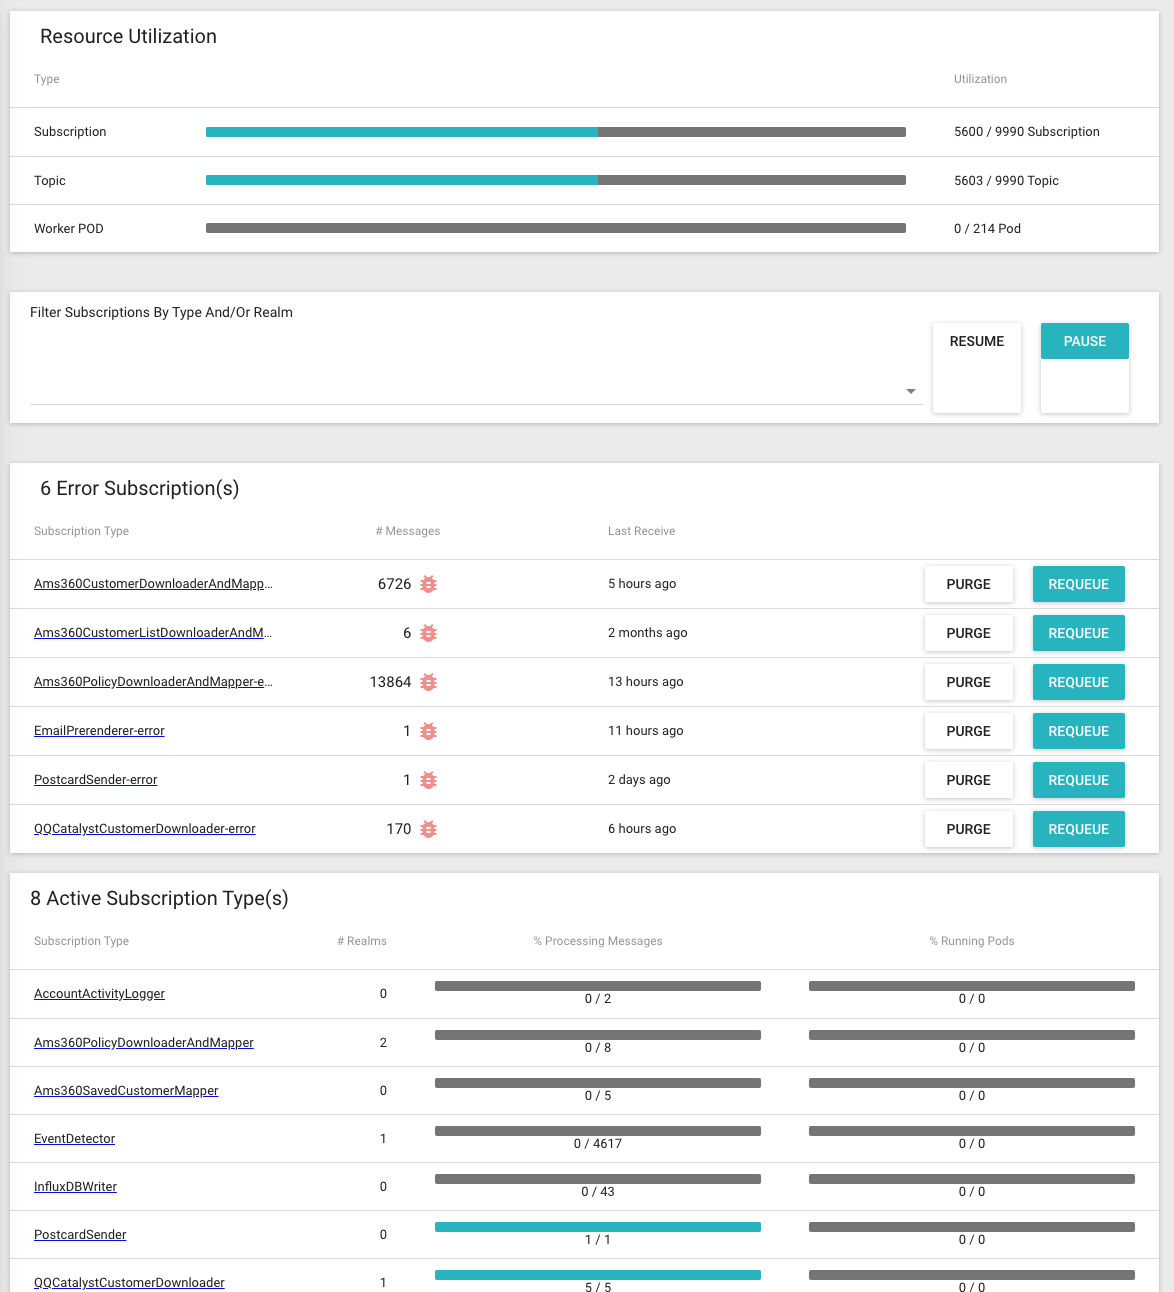 Resource Utilization
Type Utilization
Subscription 5600 / 9990 Subscription
Topic 5603 / 9990 Topic
Worker POD 0 / 214 Pod
Filter Subscriptions By Type And/Or Realm
RESUME PAUSE
6 Error Subscription(s)
Subscription Type # Messages Last Receive
Ams360CustomerDownloaderAndMapp... 6726 5 hours ago PURGE REQUEUE
Ams360CustomerListDownloaderAndM... 6 2 months ago PURGE REQUEUE
Ams360PolicyDownloaderAndMapper-e... 13864 13 hours ago PURGE REQUEUE
EmailPrerenderer-error 1 11 hours ago PURGE REQUEUE
PostcardSender-error 1 2 days ago PURGE REQUEUE
QQCatalystCustomerDownloader-error 170 6 hours ago PURGE REQUEUE
8 Active Subscription Type(s)
Subscription Type # Realms % Processing Messages % Running Pods
AccountActivityLogger 0 0 / 2 0 / 0
Ams360PolicyDownloaderAndMapper 2 0 / 8 0 / 0
Ams360SavedCustomerMapper 0 0 / 5 0 / 0
EventDetector 1 0 / 4617 0 / 0
InfluxDBWriter 0 0 / 43 0 / 0
PostcardSender 0 1 / 1 0 / 0
QQCatalystCustomerDownloader 1 5 / 5 0 / 0